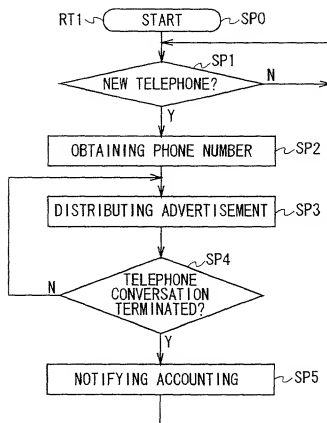 RT1 START SP0
SP1
NEW TELEPHONE? N
Y
OBTAINING PHONE NUMBER SP2
DISTRIBUTING ADVERTISEMENT SP3
SP4
TELEPHONE
N CONVERSATION
TERMINATED?
Y
NOTIFYING ACCOUNTING SP5